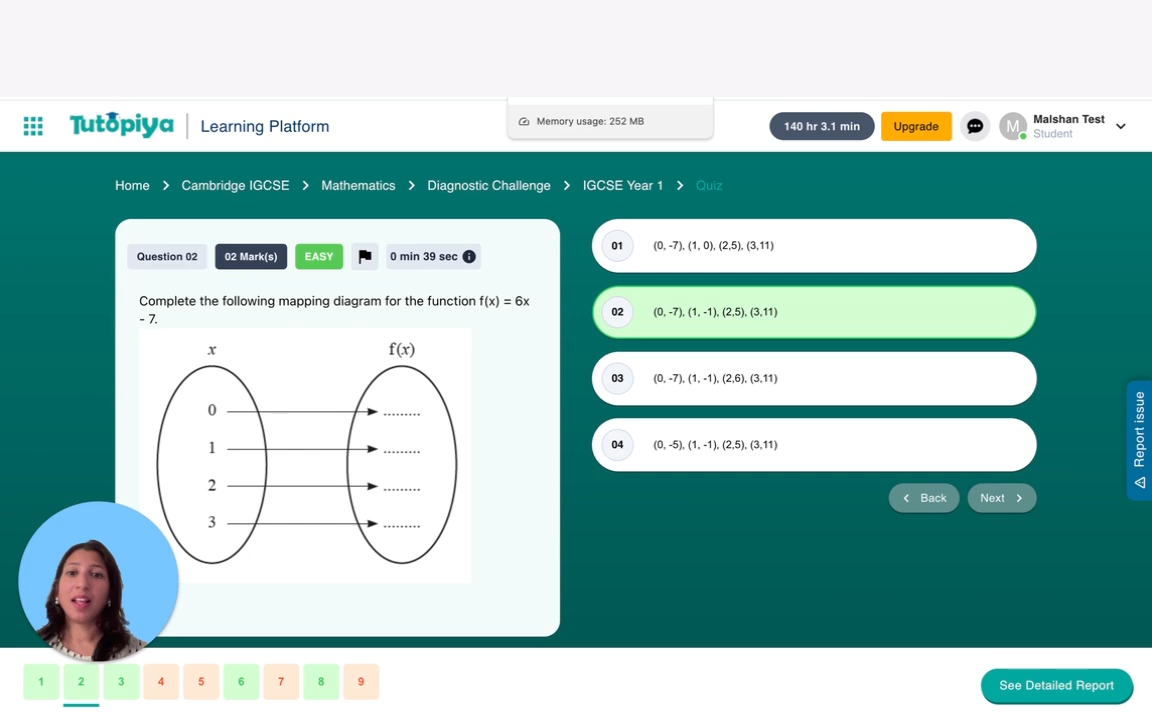 Memory usage: 252 MB
Tutopiya
Learning Platform
140 hr 3.1 min
Upgrade
M
Malshan Test
Student
Home > Cambridge IGCSE > Mathematics > Diagnostic Challenge > IGCSE Year 1 > Quiz
Question 02
02 Mark(s)
EASY
0 min 39 sec
Complete the following mapping diagram for the function f(x) = 6x
- 7.
x
f(x)
0 .........
1 .........
2 .........
3 .........
01 (0, -7), (1, 0), (2,5), (3,11)
02 (0, -7), (1, -1), (2,5), (3,11)
03 (0, -7), (1, -1), (2,6), (3,11)
04 (0, -5), (1, -1), (2,5), (3,11)
Back
Next
Report issue
1 2 3 4 5 6 7 8 9
See Detailed Report